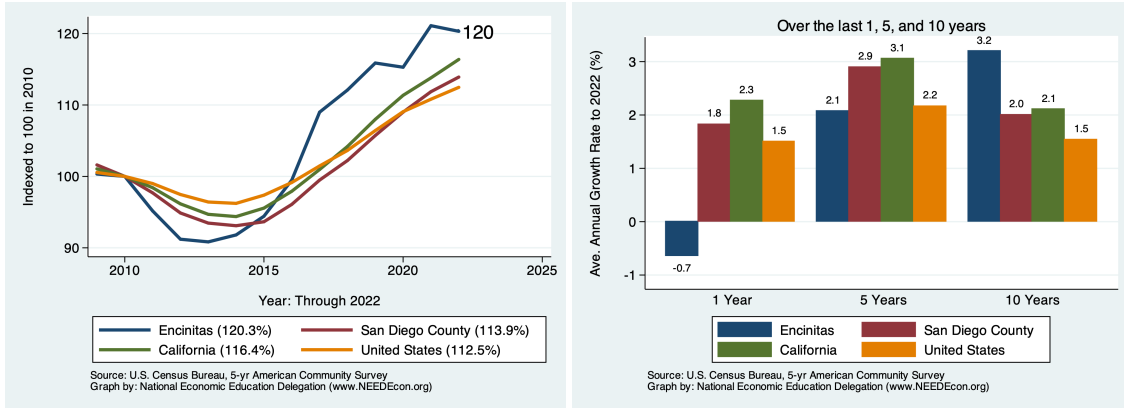 Indexed to 100 in 2010
120
110
100
90
120
2010
2015
2020
2025
Year: Through 2022
Encinitas (120.3%)
San Diego County (113.9%)
California (116.4%)
United States (112.5%)
Source: U.S. Census Bureau, 5-yr American Community Survey
Graph by: National Economic Education Delegation (www.NEEDEcon.org)
Over the last 1, 5, and 10 years
Ave. Annual Growth Rate to 2022 (%)
3
2
1
0
-1
-0.7
1.8
2.3
1.5
2.1
2.9
3.1
2.2
3.2
2.0
2.1
1.5
1 Year
5 Years
10 Years
Encinitas
San Diego County
California
United States
Source: U.S. Census Bureau, 5-yr American Community Survey
Graph by: National Economic Education Delegation (www.NEEDEcon.org)